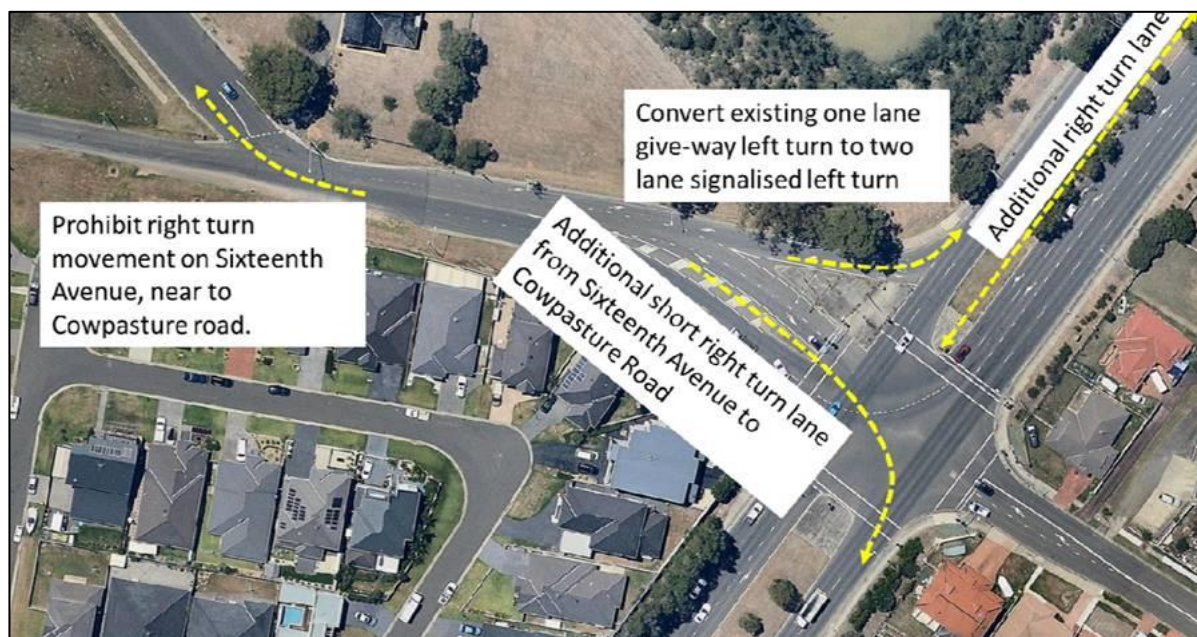 Additional right turn lane
Convert existing one lane
give-way left turn to two
lane signalised left turn
Prohibit right turn
movement on Sixteenth
Avenue, near to
Cowpasture road.
Additional short right turn lane
from Sixteenth Avenue to
Cowpasture Road